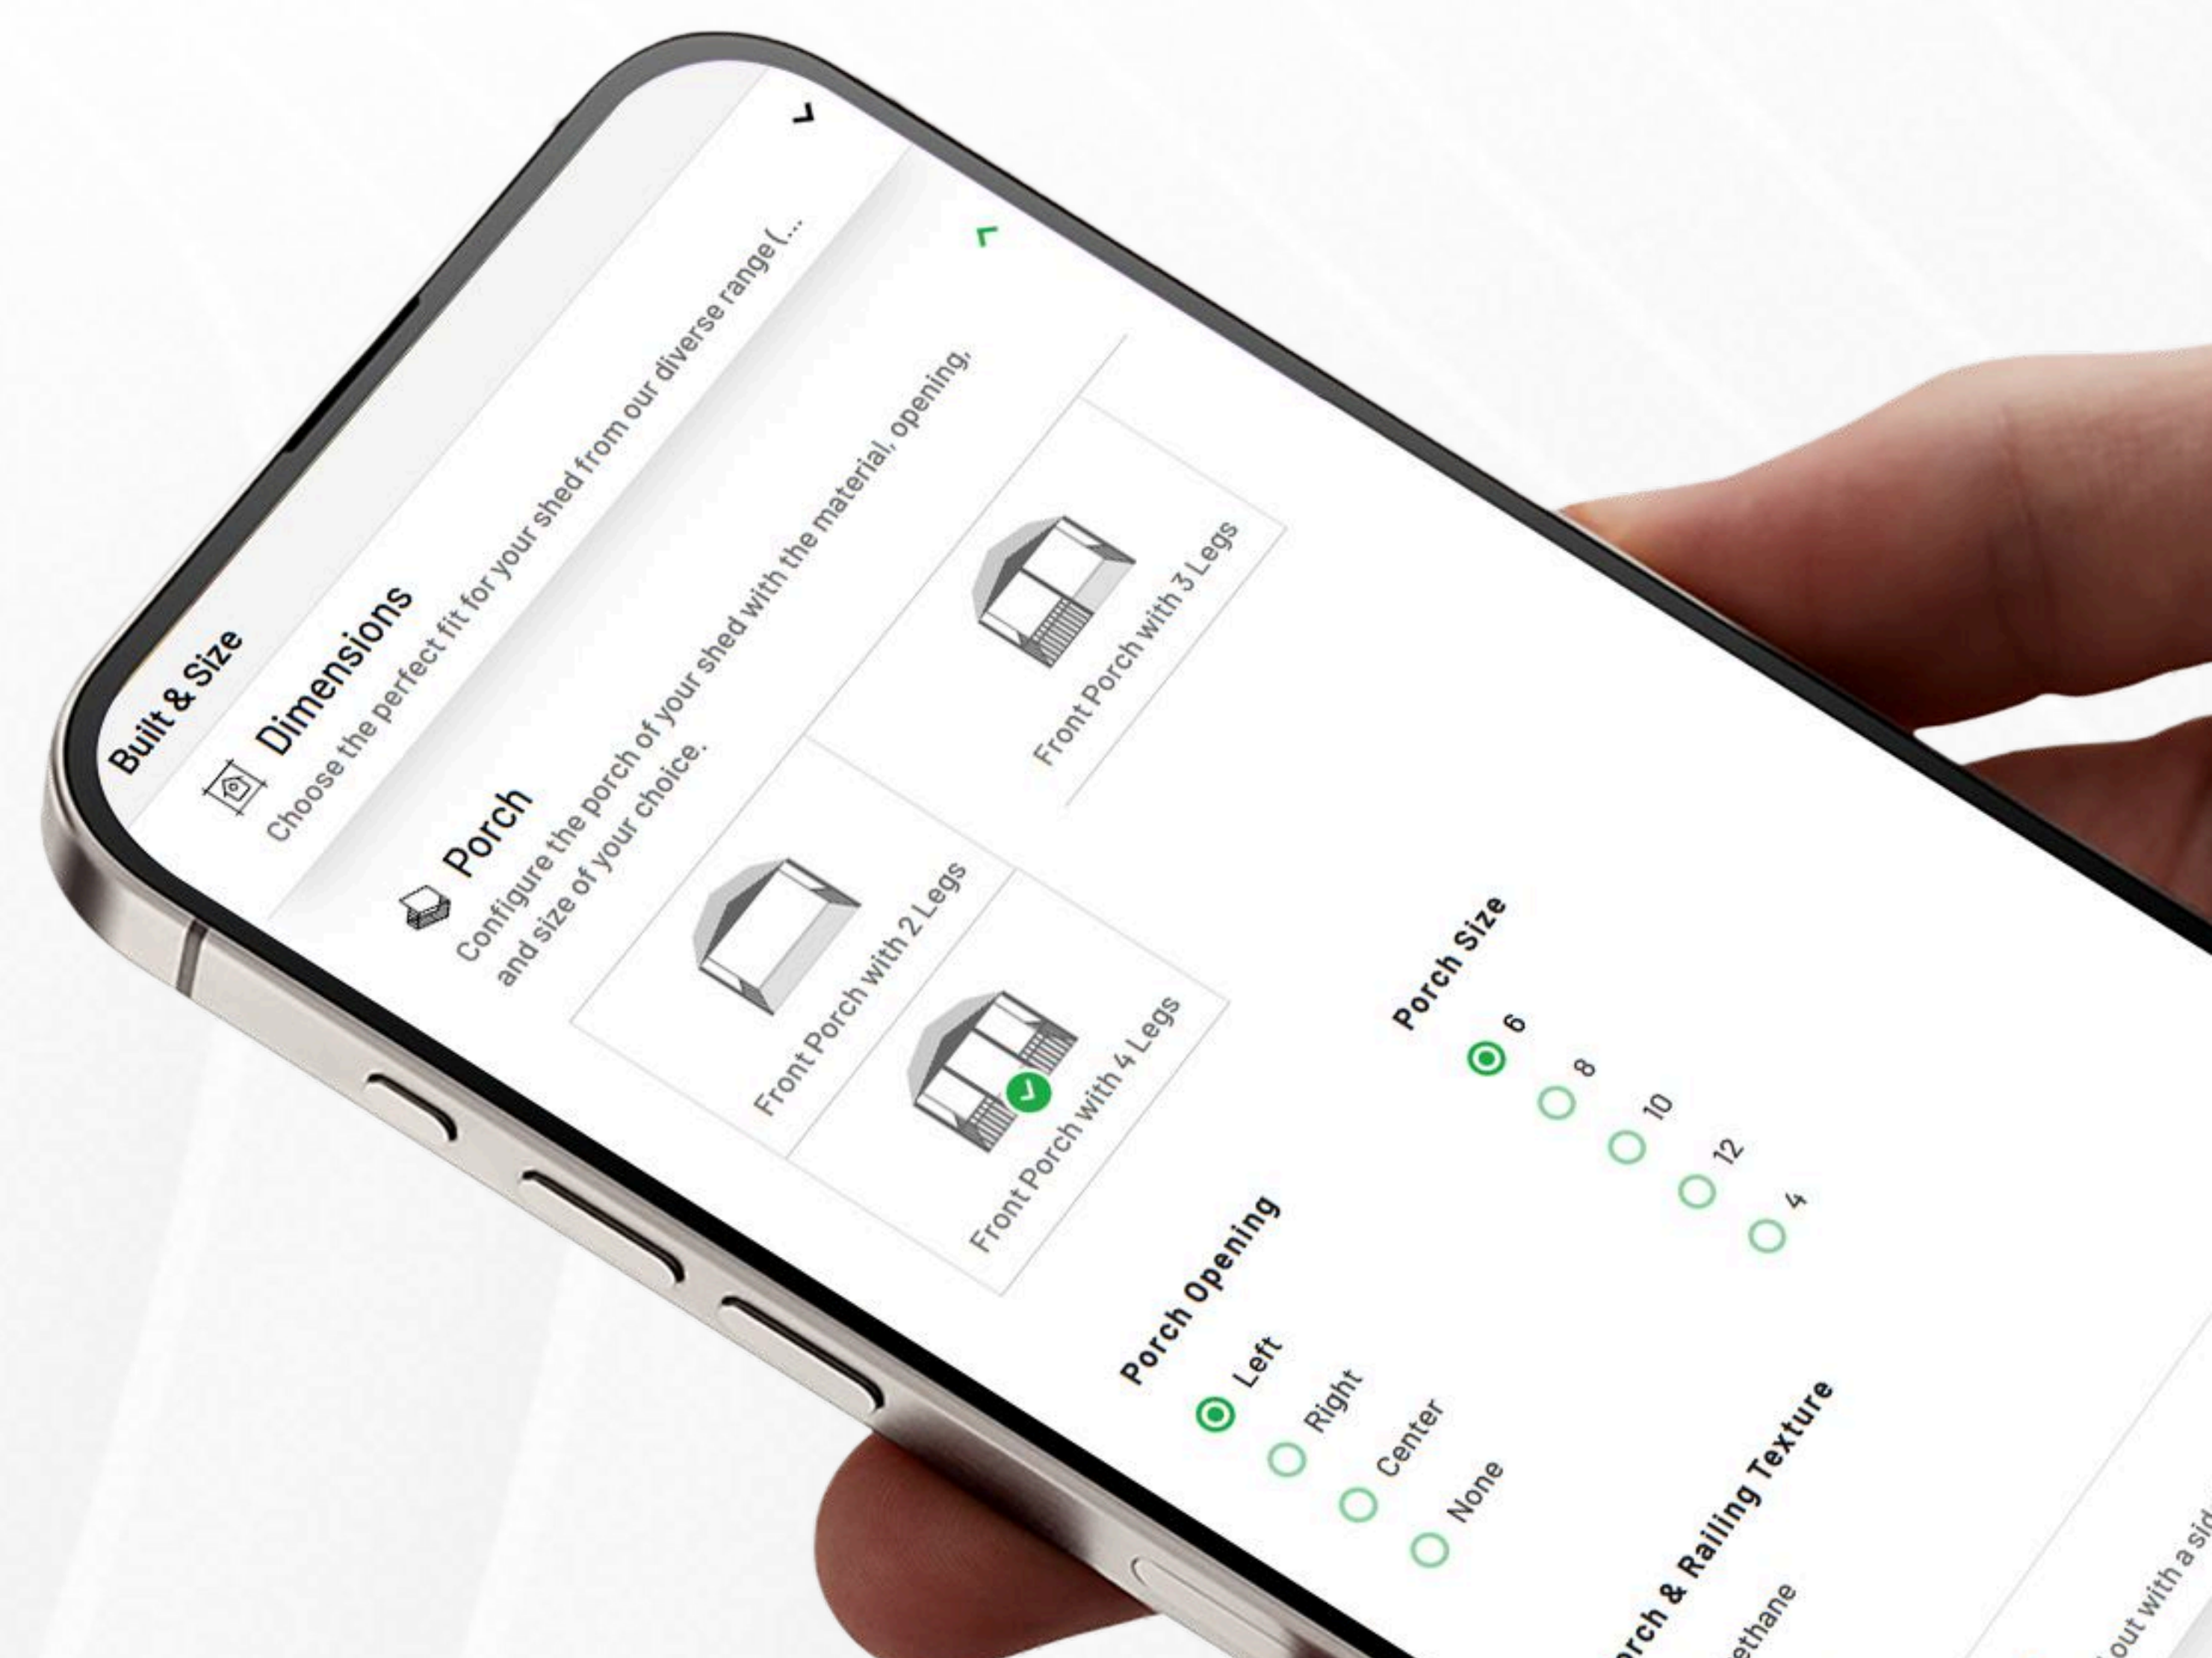 Built & Size
Dimensions
Choose the perfect fit for your shed from our diverse range (...
Porch
Configure the porch of your shed with the material, opening,
and size of your choice.
Front Porch with 2 Legs
Front Porch with 3 Legs
Front Porch with 4 Legs
Porch Opening
Left
Right
Center
None
Porch Size
6
8
10
12
4
& Railing Texture
out with a